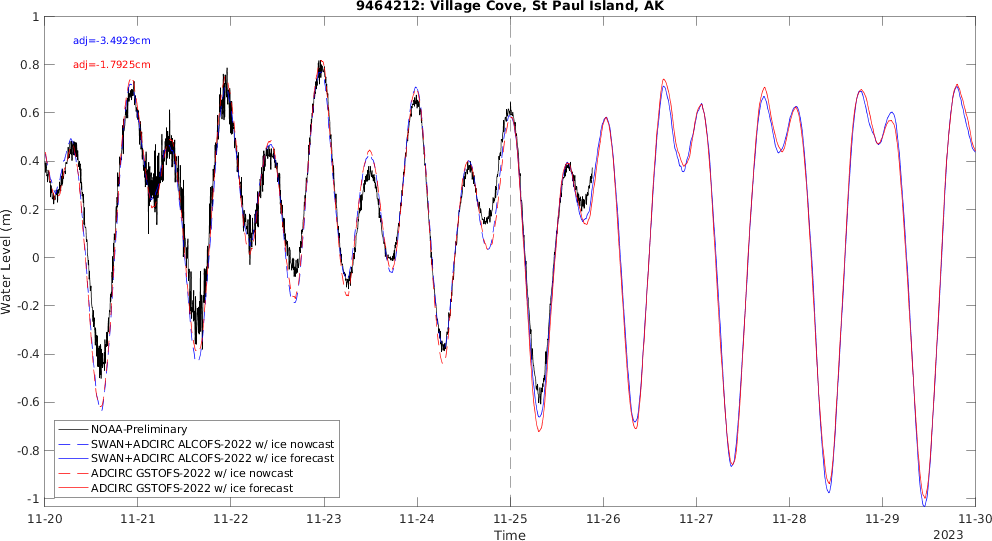 9464212: Village Cove, St Paul Island, AK
adj=-3.4929cm
adj=-1.7925cm
Water Level (m)
1
0.8
0.6
0.4
0.2
0
-0.2
-0.4
-0.6
-0.8
-1
NOAA-Preliminary
SWAN+ADCIRC ALCOFS-2022 w/ ice nowcast
SWAN+ADCIRC ALCOFS-2022 w/ ice forecast
ADCIRC GSTOFS-2022 w/ ice nowcast
ADCIRC GSTOFS-2022 w/ ice forecast
11-20 11-21 11-22 11-23 11-24 11-25 11-26 11-27 11-28 11-29 11-30
Time
2023